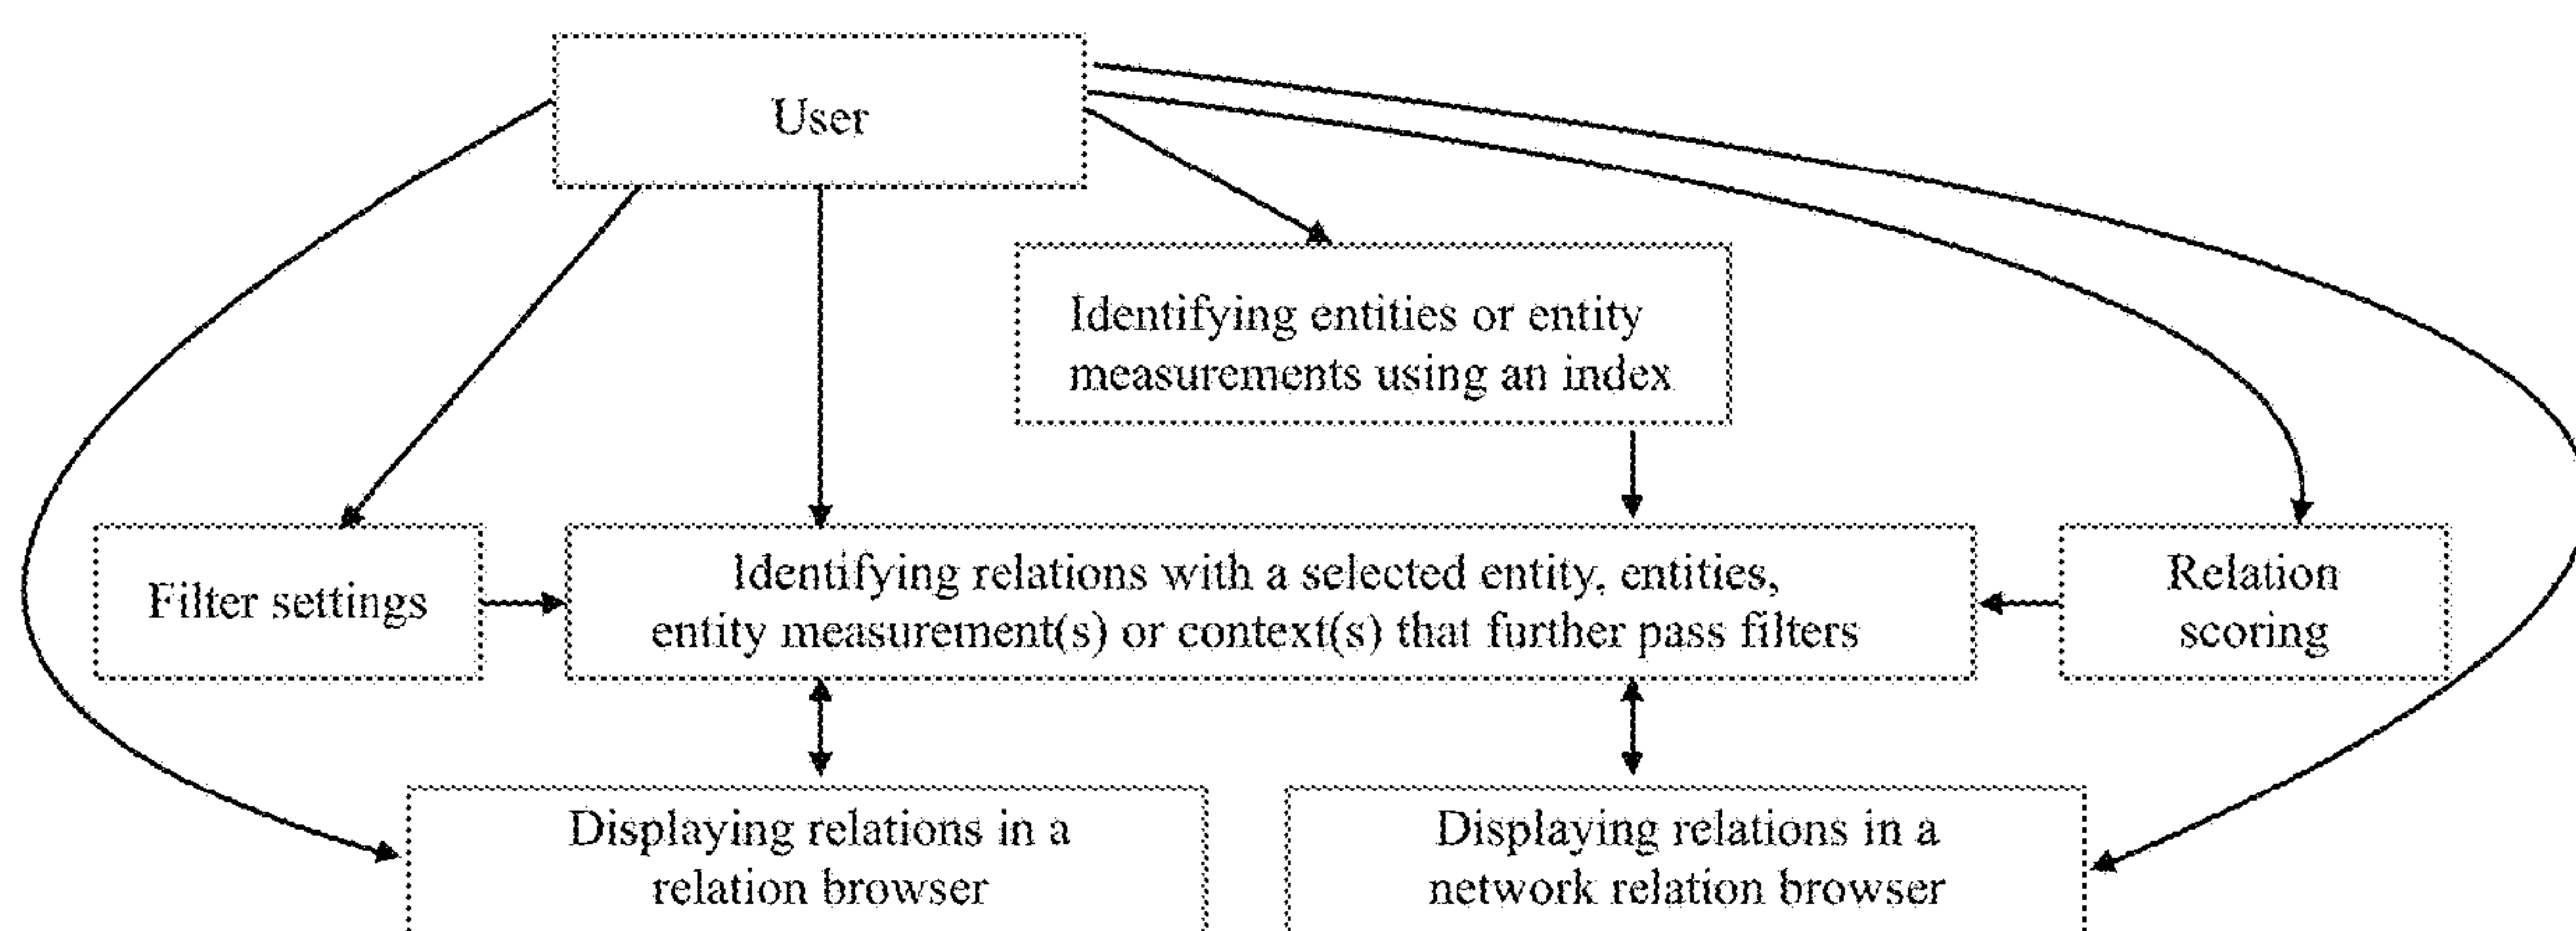 User
Identifying entities or entity
measurements using an index
Filter settings
Identifying relations with a selected entity, entities,
entity measurement(s) or context(s) that further pass filters
Relation
scoring
Displaying relations in a
relation browser
Displaying relations in a
network relation browser